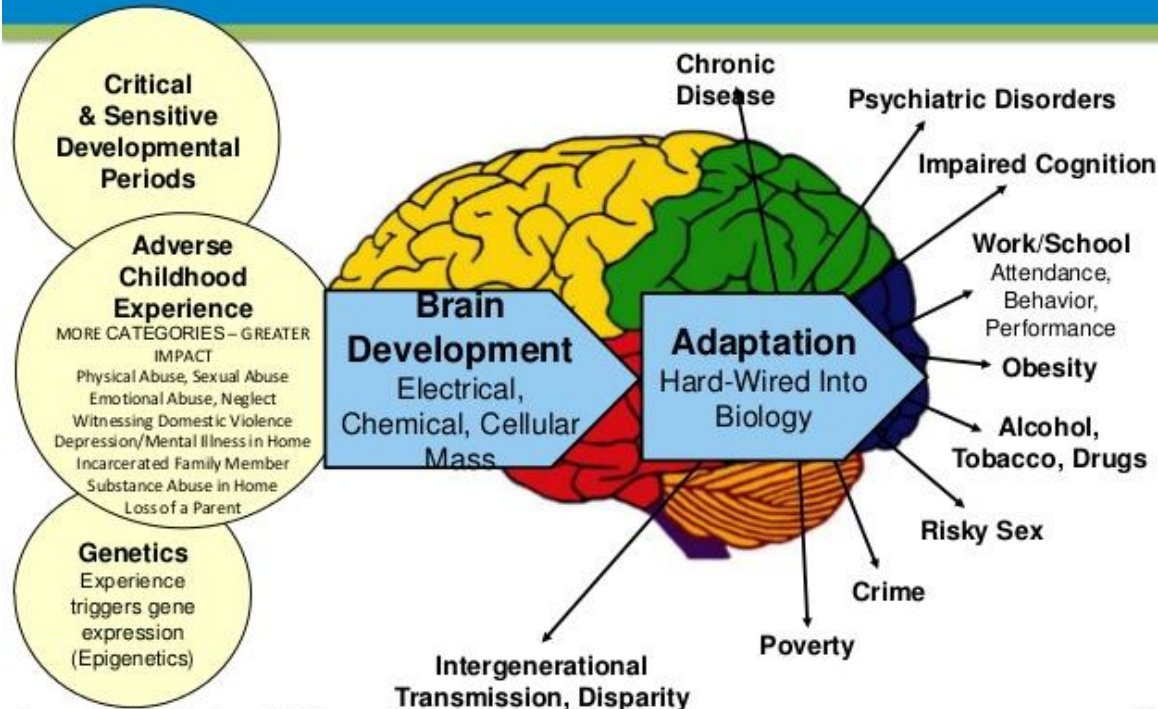 Critical
& Sensitive
Developmental
Periods
Adverse
Childhood
Experience
MORE CATEGORIES – GREATER
IMPACT
Physical Abuse, Sexual Abuse
Emotional Abuse, Neglect
Witnessing Domestic Violence
Depression/Mental Illness in Home
Incarcerated Family Member
Substance Abuse in Home
Loss of a Parent
Genetics
Experience
triggers gene
expression
(Epigenetics)
Brain
Development
Electrical,
Chemical, Cellular
Mass
Adaptation
Hard-Wired Into
Biology
Chronic
Disease
Psychiatric Disorders
Impaired Cognition
Work/School
Attendance,
Behavior,
Performance
Obesity
Alcohol,
Tobacco, Drugs
Risky Sex
Crime
Poverty
Intergenerational
Transmission, Disparity